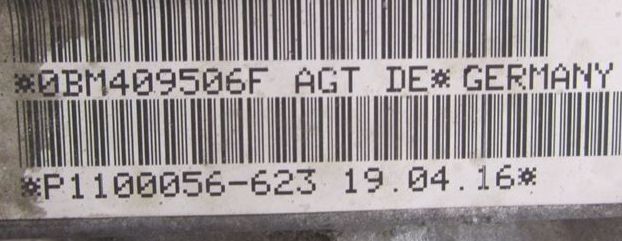 *0BM409506F AGT DE* GERMANY
*P1100056-623 19.04.16*